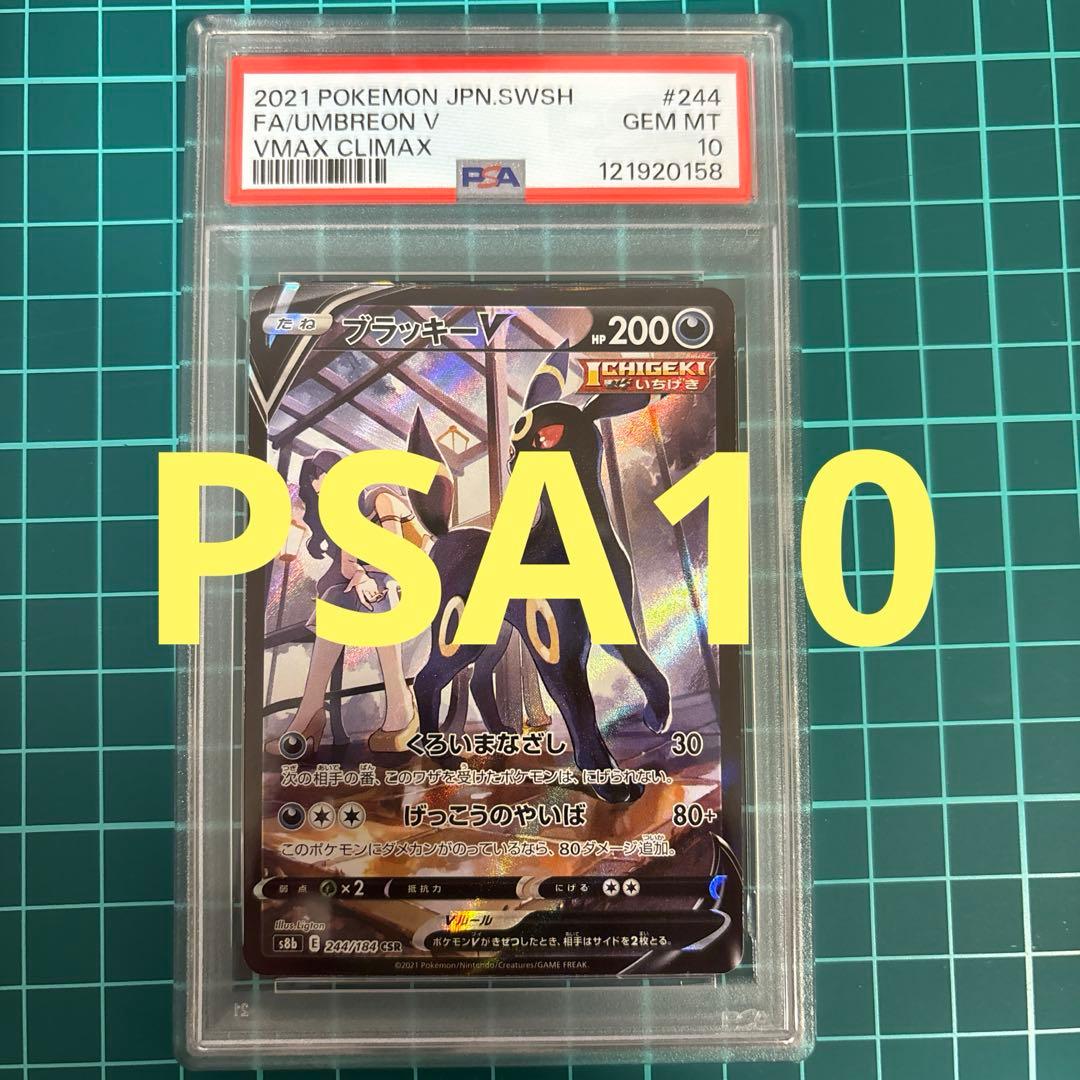 2021 POKEMON JPN.SWSH #244
FA/UMBREON V GEM MT
VMAX CLIMAX 10
PSA 121920158
たね ブラッキーV HP 200
ICHIGEKI
いちげき
PSA10
くろいまなざし 30
次の相手の番、このワザを受けたポケモンは、にげられない。
げっこうのやいば 80+
このポケモンにダメカンがのっているなら、80ダメージ追加。
弱点 ×2 抵抗力 にげる
Vルール
ポケモンVがきぜつしたとき、相手はサイドを2枚とる。
Illus. Ligton
s8b E 244/184 CSR
©2021 Pokémon/Nintendo/Creatures/GAME FREAK.